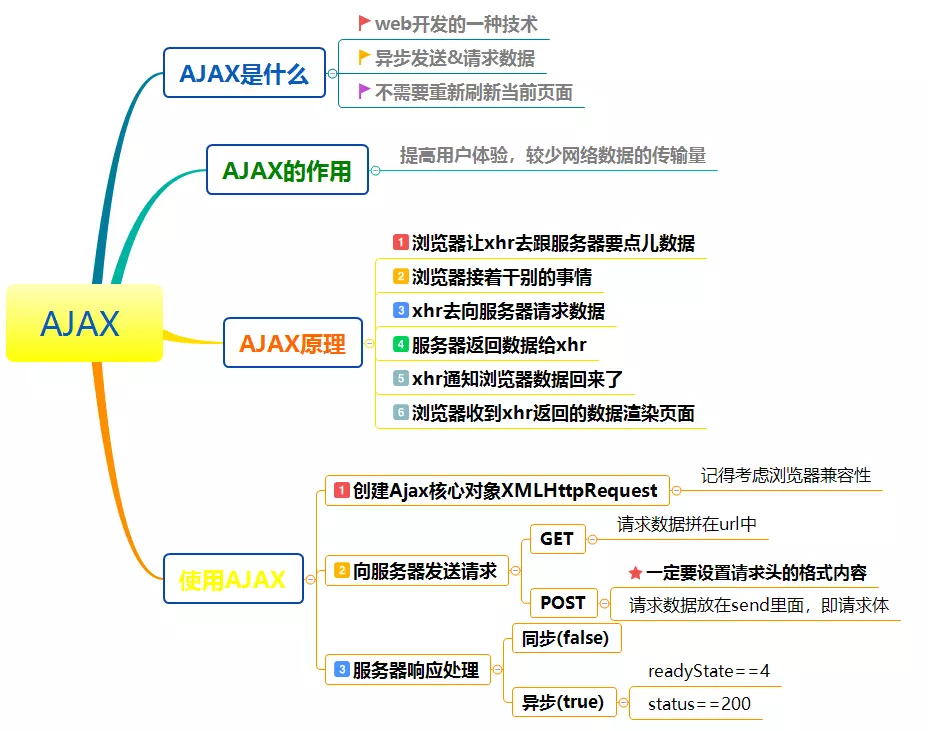 AJAX
AJAX是什么
web开发的一种技术
异步发送&请求数据
不需要重新刷新当前页面
AJAX的作用
提高用户体验，较少网络数据的传输量
AJAX原理
1 浏览器让xhr去跟服务器要点儿数据
2 浏览器接着干别的事情
3 xhr去向服务器请求数据
4 服务器返回数据给xhr
5 xhr通知浏览器数据回来了
6 浏览器收到xhr返回的数据渲染页面
使用AJAX
1 创建Ajax核心对象XMLHttpRequest
记得考虑浏览器兼容性
2 向服务器发送请求
GET
请求数据拼在url中
POST
一定要设置请求头的格式内容
请求数据放在send里面，即请求体
3 服务器响应处理
同步(false)
异步(true)
readyState==4
status==200